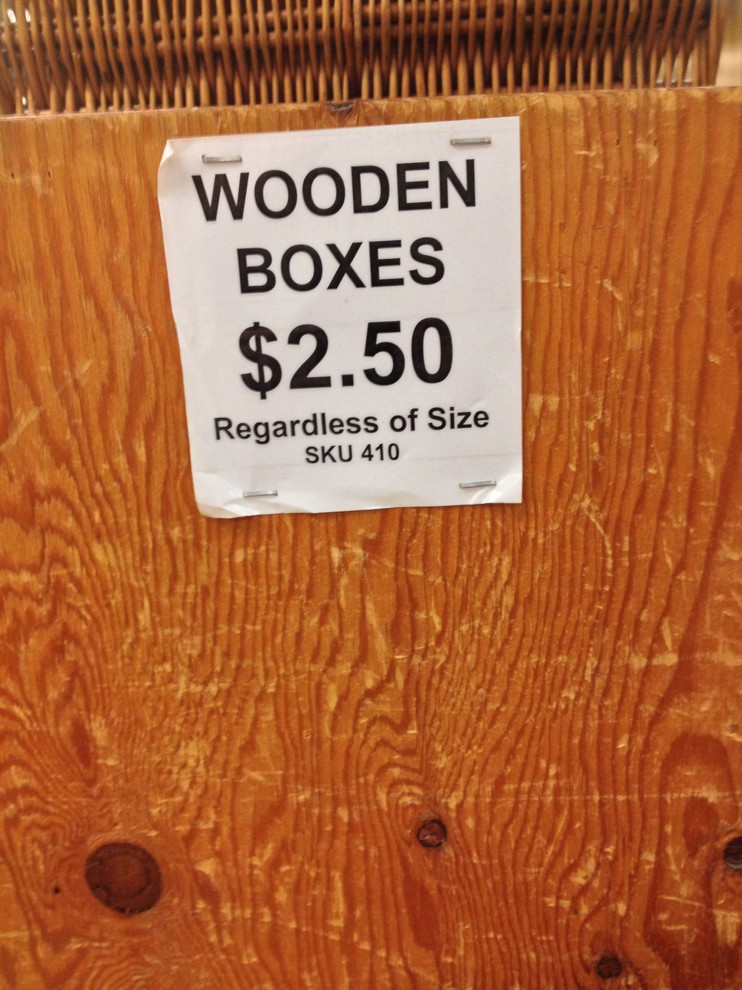 WOODEN
BOXES
$2.50
Regardless of Size
SKU 410